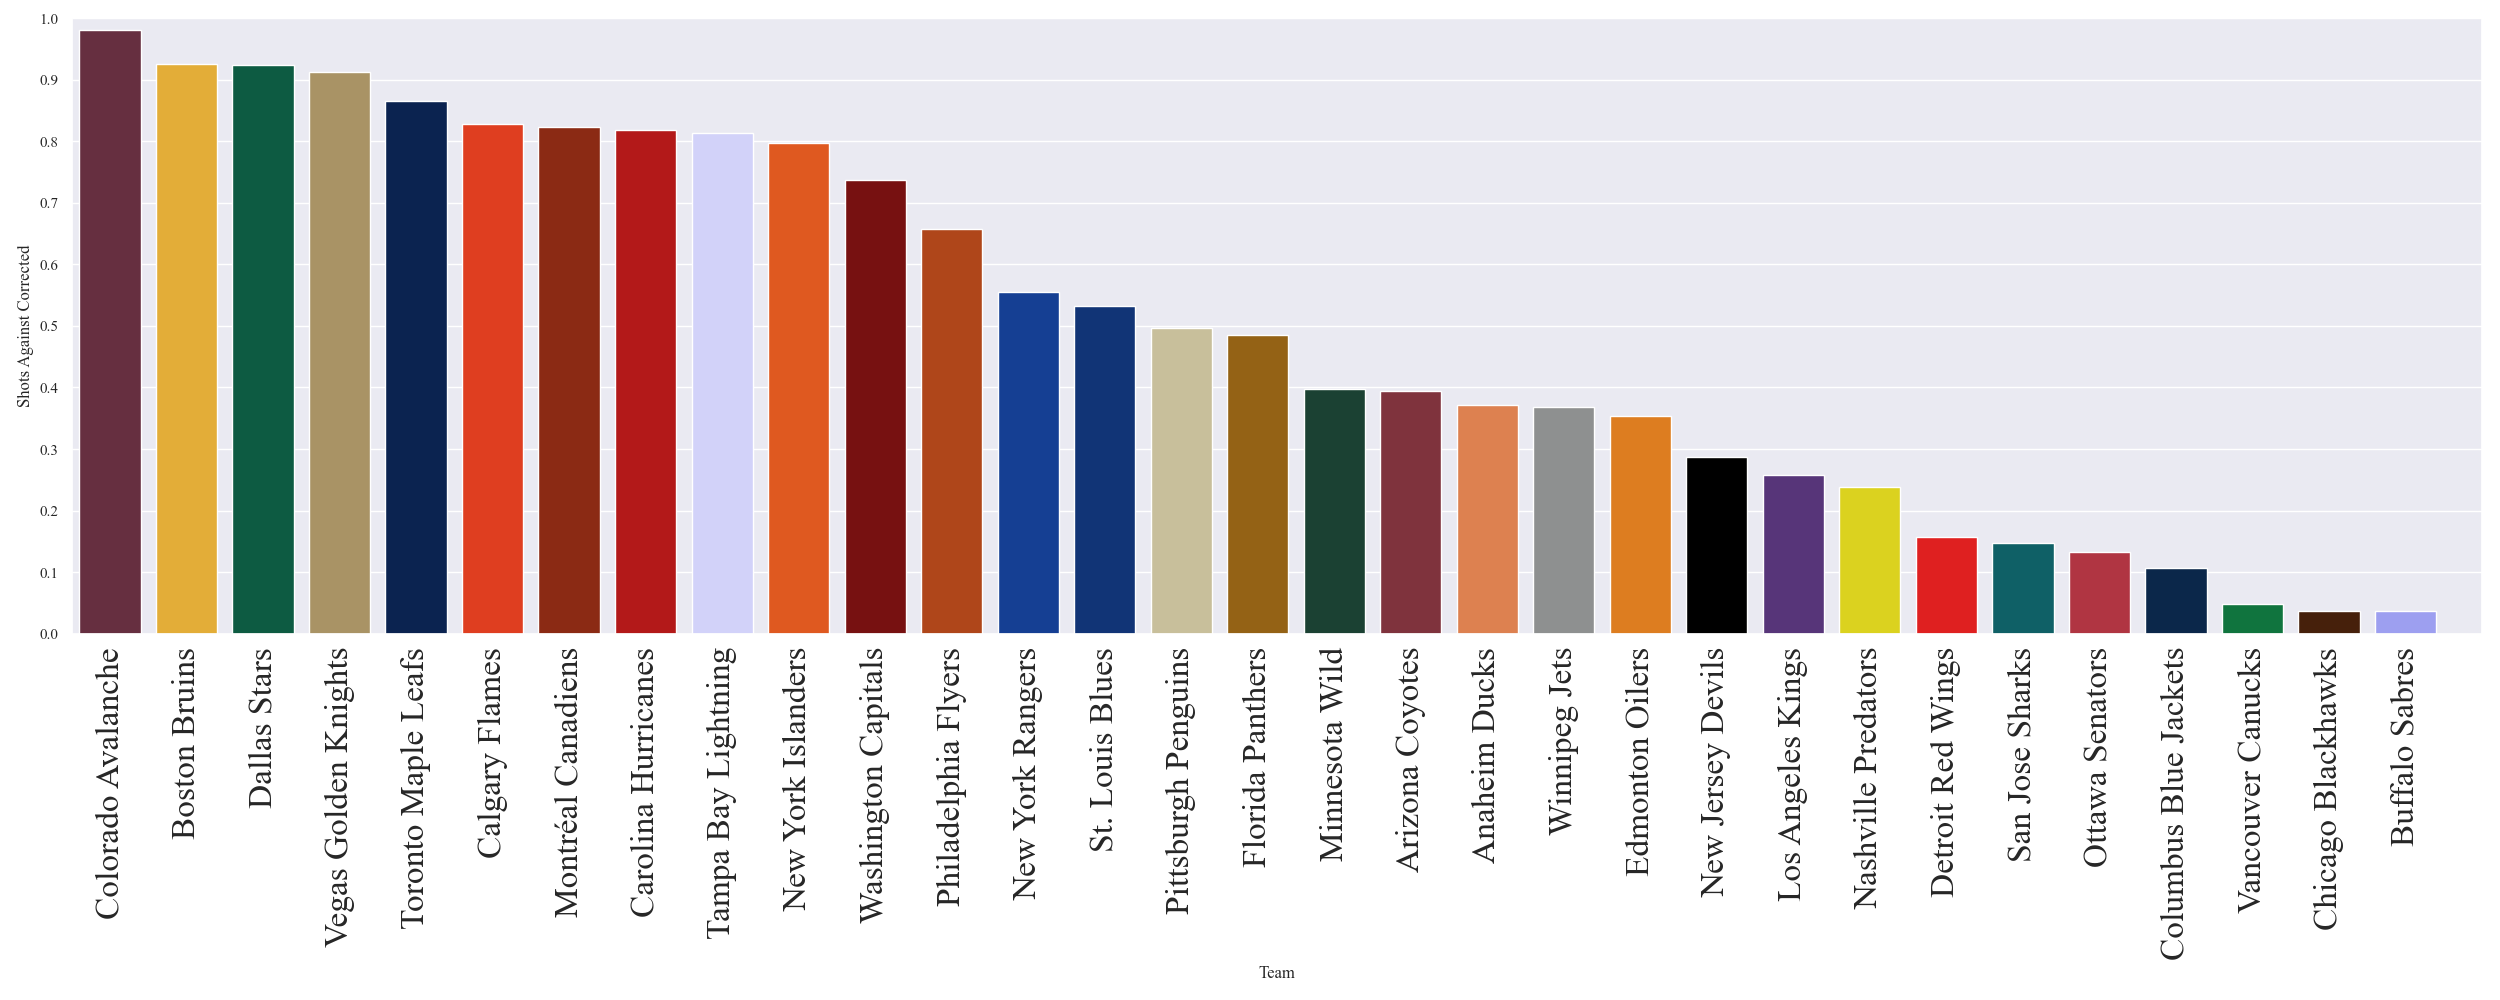 1.0
0.9
0.8
0.7
0.6
0.5
0.4
0.3
0.2
0.1
0.0
Shots Against Corrected
Colorado Avalanche
Boston Bruins
Dallas Stars
Vegas Golden Knights
Toronto Maple Leafs
Calgary Flames
Montréal Canadiens
Carolina Hurricanes
Tampa Bay Lightning
New York Islanders
Washington Capitals
Philadelphia Flyers
New York Rangers
St. Louis Blues
Pittsburgh Penguins
Florida Panthers
Minnesota Wild
Arizona Coyotes
Anaheim Ducks
Winnipeg Jets
Edmonton Oilers
New Jersey Devils
Los Angeles Kings
Nashville Predators
Detroit Red Wings
San Jose Sharks
Ottawa Senators
Columbus Blue Jackets
Vancouver Canucks
Chicago Blackhawks
Buffalo Sabres
Team